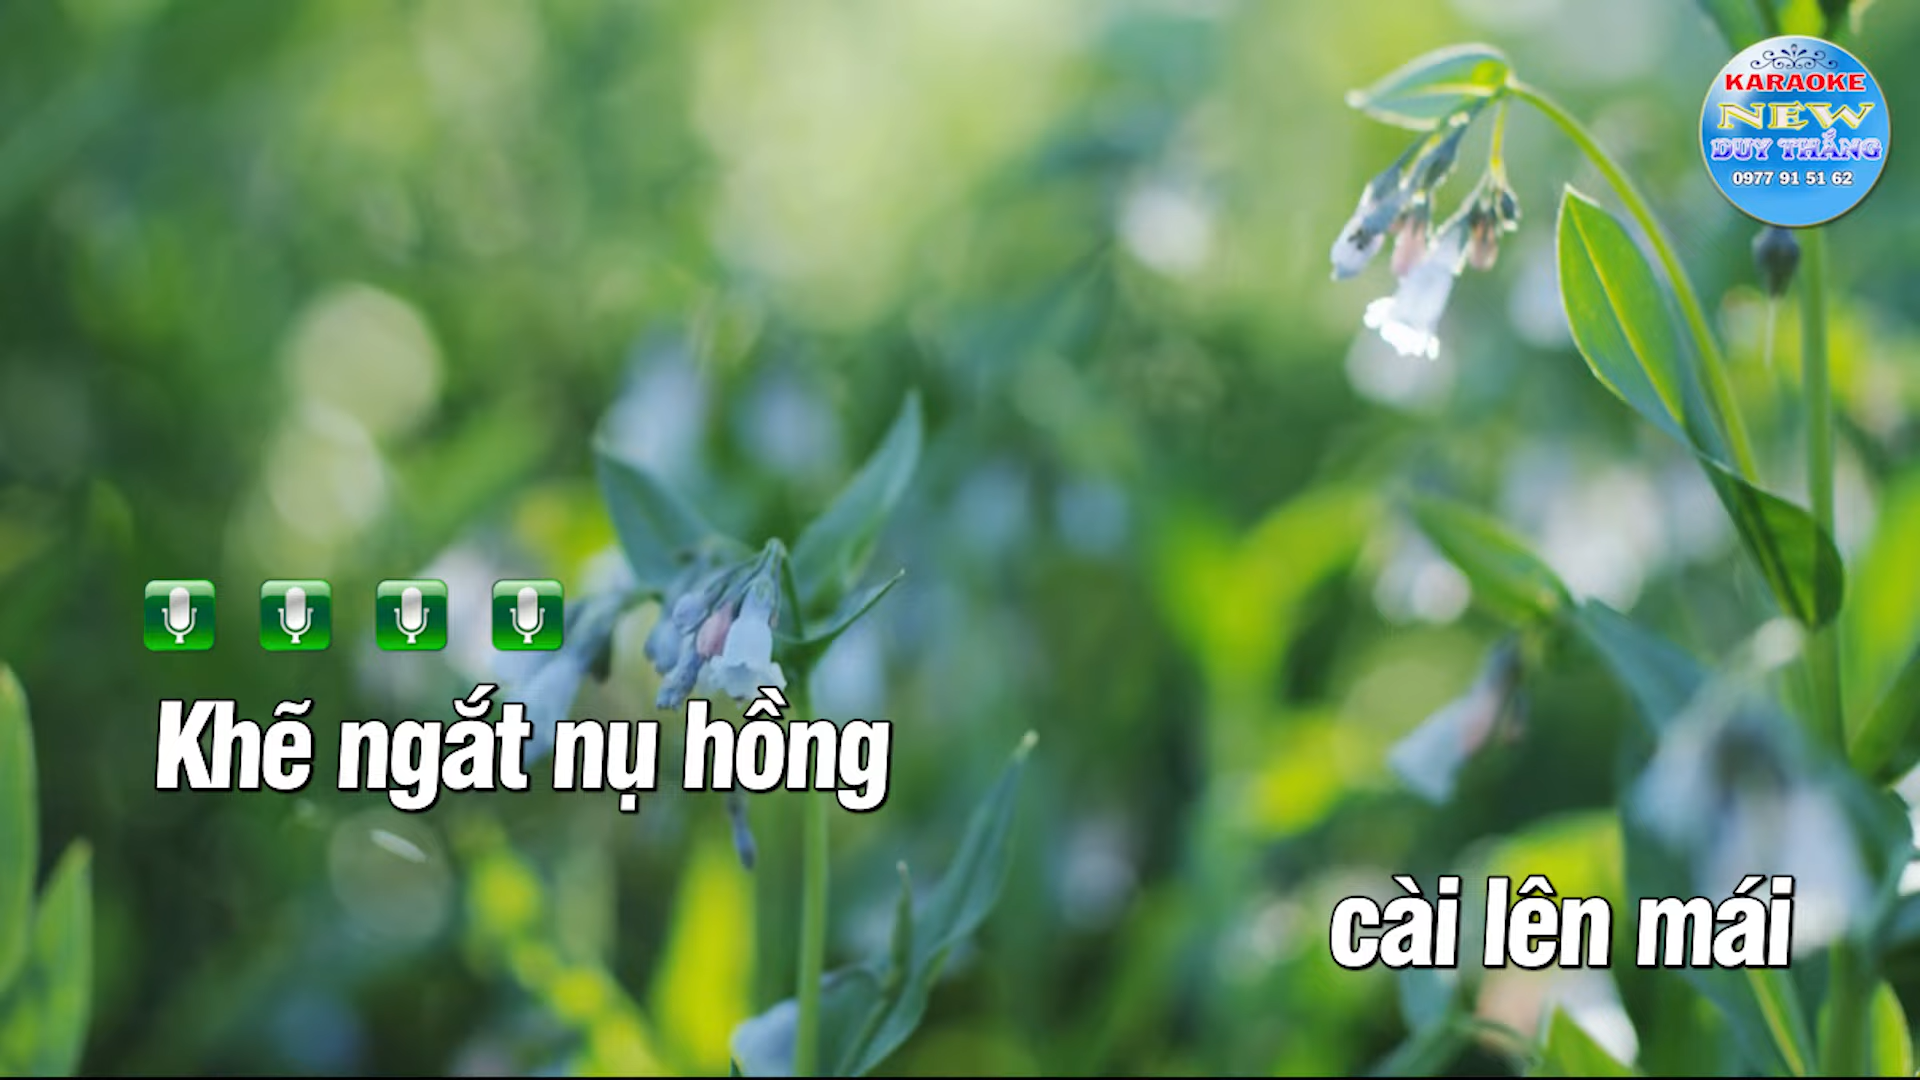 KARAOKE
NEW
DUY THẮNG
0977 91 51 62
Khẽ ngắt nụ hồng
cài lên mái